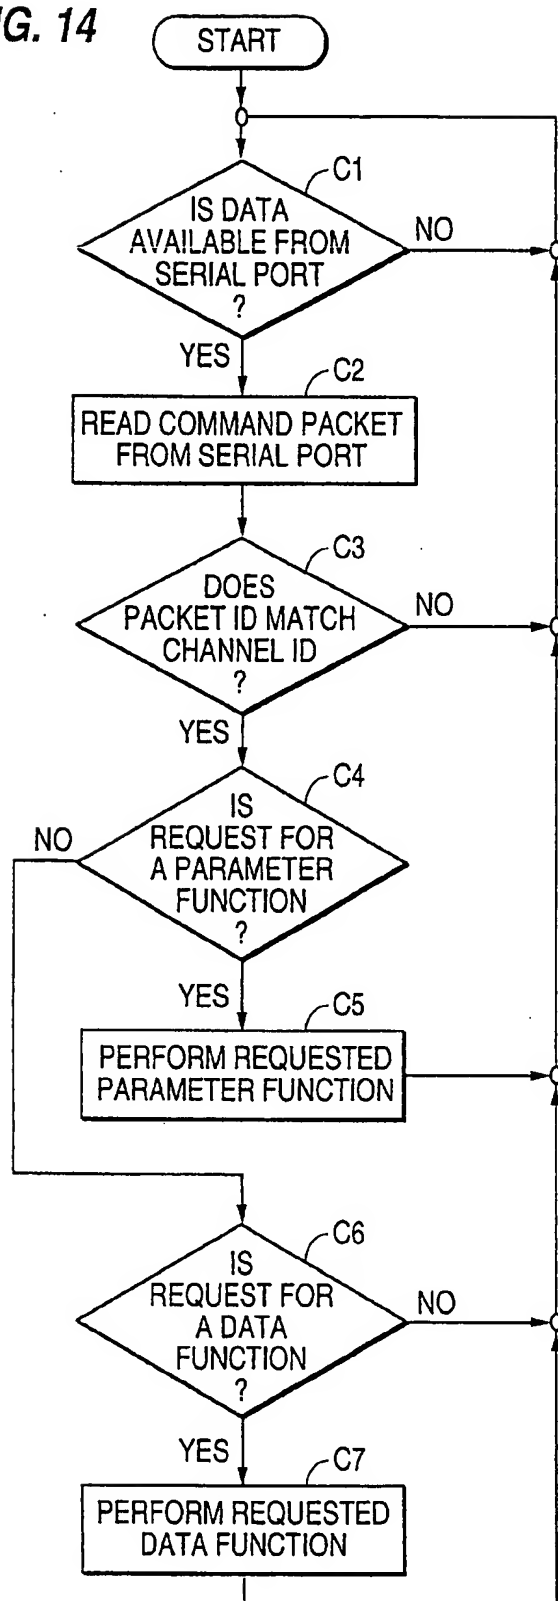 G. 14
START
C1
IS DATA
AVAILABLE FROM
SERIAL PORT
?
NO
YES
C2
READ COMMAND PACKET
FROM SERIAL PORT
C3
DOES
PACKET ID MATCH
CHANNEL ID
?
NO
YES
C4
IS
REQUEST FOR
A PARAMETER
FUNCTION
?
NO
YES
C5
PERFORM REQUESTED
PARAMETER FUNCTION
C6
IS
REQUEST FOR
A DATA
FUNCTION
?
NO
YES
C7
PERFORM REQUESTED
DATA FUNCTION